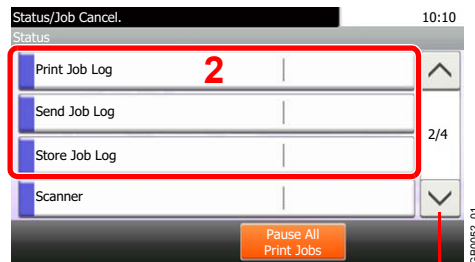 Status/Job Cancel.
10:10
Status
Print Job Log
2
Send Job Log
2/4
Store Job Log
Scanner
Pause All
Print Jobs